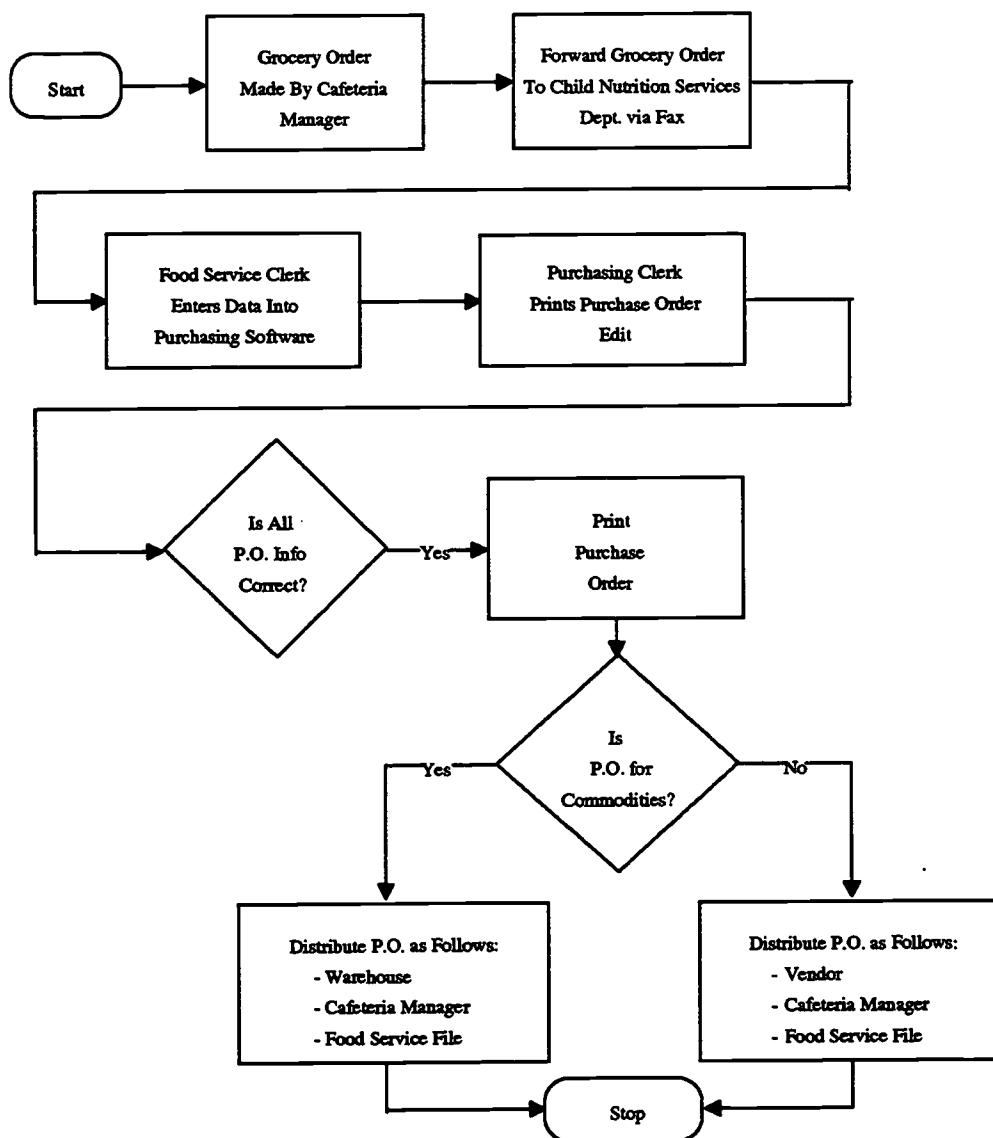 Start
Grocery Order
Made By Cafeteria
Manager
Forward Grocery Order
To Child Nutrition Services
Dept. via Fax
Food Service Clerk
Enters Data Into
Purchasing Software
Purchasing Clerk
Prints Purchase Order
Edit
Is All
P.O. Info
Correct?
Yes
Print
Purchase
Order
Is
P.O. for
Commodities?
Yes
No
Distribute P.O. as Follows:
- Warehouse
- Cafeteria Manager
- Food Service File
Distribute P.O. as Follows:
- Vendor
- Cafeteria Manager
- Food Service File
Stop